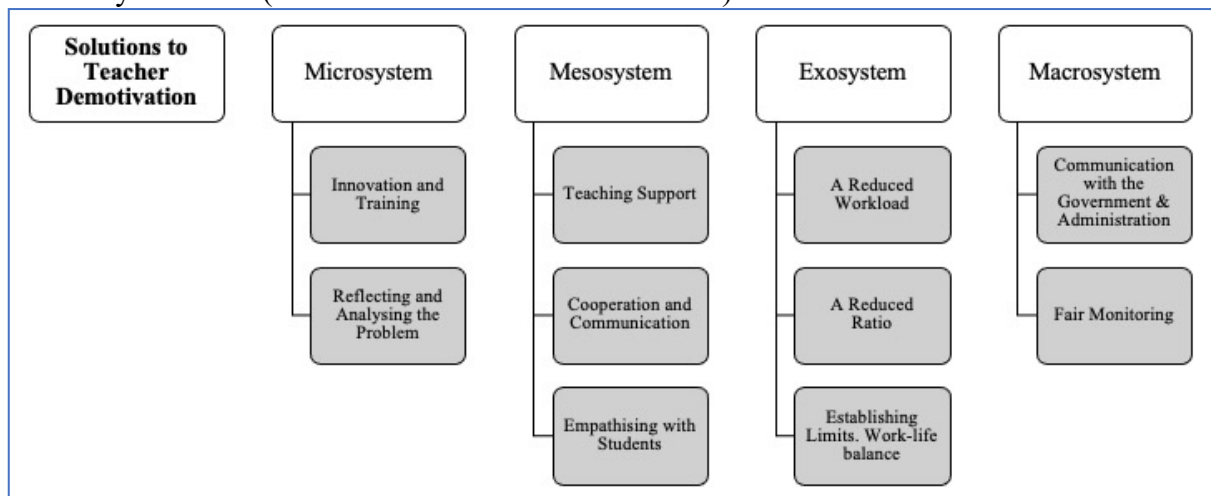 Solutions to
Teacher
Demotivation
Microsystem
Innovation and
Training
Reflecting and
Analysing the
Problem
Mesosystem
Teaching Support
Cooperation and
Communication
Empathising with
Students
Exosystem
A Reduced
Workload
A Reduced
Ratio
Establishing
Limits. Work-life
balance
Macrosystem
Communication
with the
Government &
Administration
Fair Monitoring